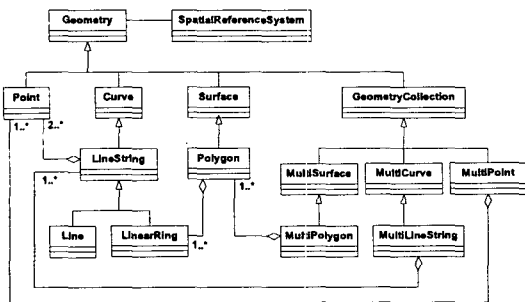 Geometry
SpatialReferenceSystem
Point
Curve
Surface
GeometryCollection
1..*
2..*
LineString
Polygon
MultiSurface
MultiCurve
MultiPoint
1..*
1..*
Line
LinearRing
1..*
MultiPolygon
MultiLineString